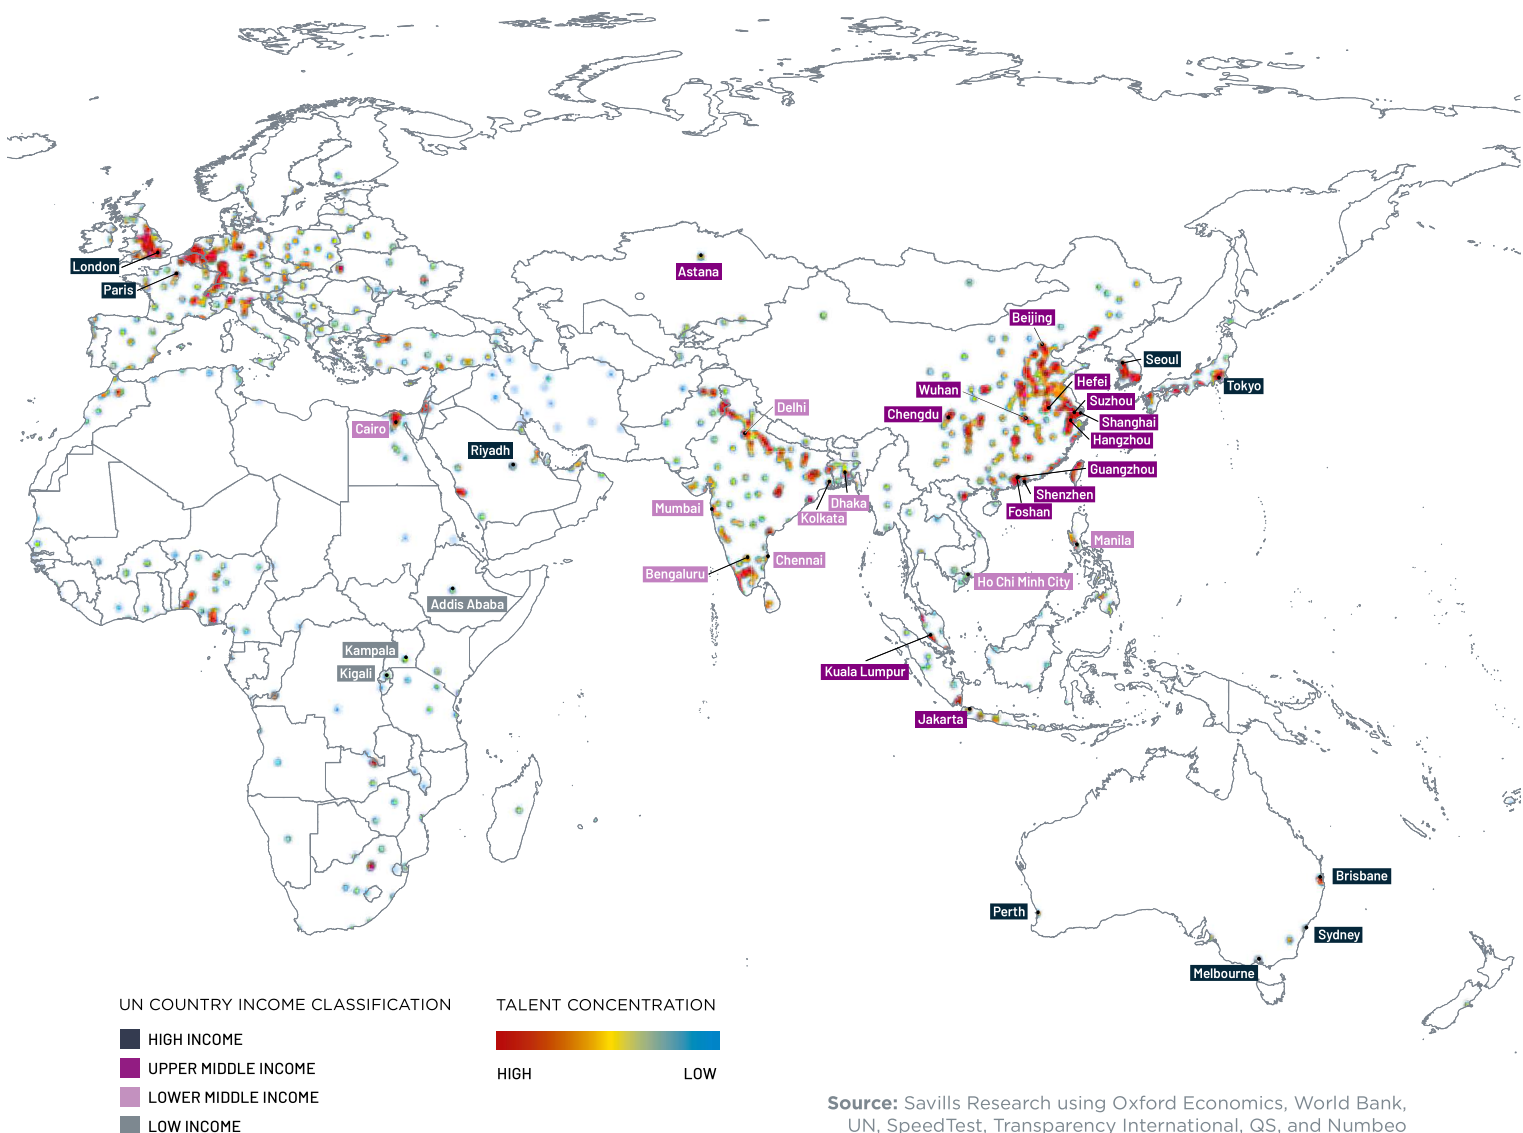 London
Paris
Astana
Beijing
Seoul
Tokyo
Hefei
Wuhan
Suzhou
Chengdu
Shanghai
Delhi
Hangzhou
Cairo
Riyadh
Guangzhou
Shenzhen
Dhaka
Mumbai
Kolkata
Foshan
Manila
Chennai
Bengaluru
Ho Chi Minh City
Addis Ababa
Kampala
Kigali
Kuala Lumpur
Jakarta
Brisbane
Perth
Sydney
Melbourne
UN COUNTRY INCOME CLASSIFICATION
HIGH INCOME
UPPER MIDDLE INCOME
LOWER MIDDLE INCOME
LOW INCOME
TALENT CONCENTRATION
HIGH LOW
Source: Savills Research using Oxford Economics, World Bank,
UN, SpeedTest, Transparency International, QS, and Numbeo